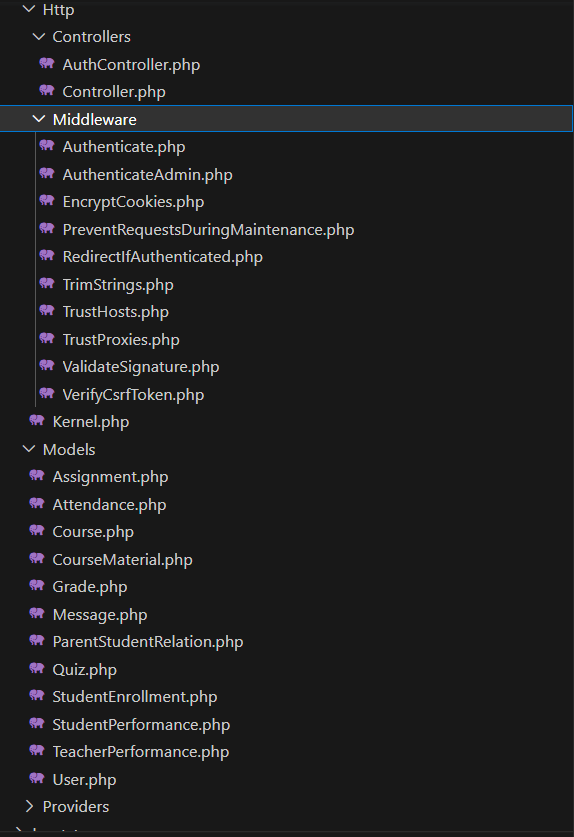 Http
Controllers
AuthController.php
Controller.php
Middleware
Authenticate.php
AuthenticateAdmin.php
EncryptCookies.php
PreventRequestsDuringMaintenance.php
RedirectIfAuthenticated.php
TrimStrings.php
TrustHosts.php
TrustProxies.php
ValidateSignature.php
VerifyCsrfToken.php
Kernel.php
Models
Assignment.php
Attendance.php
Course.php
CourseMaterial.php
Grade.php
Message.php
ParentStudentRelation.php
Quiz.php
StudentEnrollment.php
StudentPerformance.php
TeacherPerformance.php
User.php
Providers